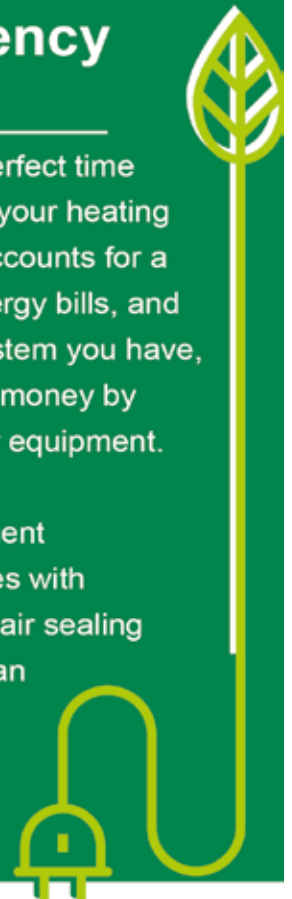 ency
erfect time
your heating
ccounts for a
ergy bills, and
stem you have,
money by
equipment.
ent
es with
air sealing
an